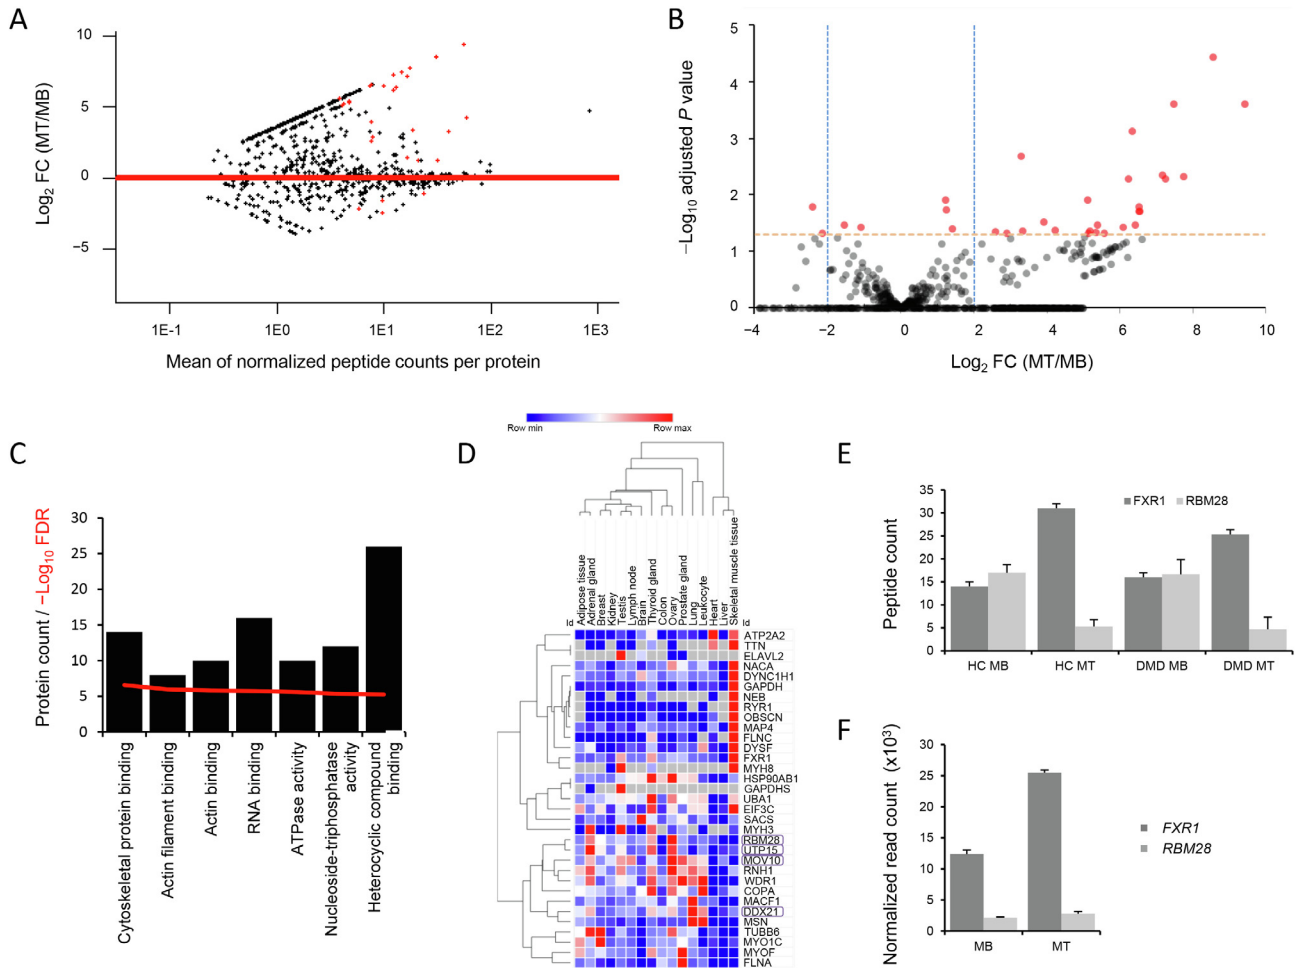 A
10
5
0
−5
Log2 FC (MT/MB)
1E-1
1E0
1E1
1E2
1E3
Mean of normalized peptide counts per protein
B
5
4
3
2
1
0
−Log10 adjusted P value
−4
−2
0
2
4
6
8
10
Log2 FC (MT/MB)
C
30
25
20
15
10
5
0
Protein count / −Log10 FDR
Cytoskeletal protein binding
Actin filament binding
Actin binding
RNA binding
ATPase activity
Nucleoside-triphosphatase
activity
Heterocyclic compound
binding
D
Row min
Row max
Id
Adipose tissue
Adrenal gland
Breast
Kidney
Testis
Lymph node
Brain
Thyroid gland
Colon
Ovary
Prostate gland
Lung
Leukocyte
Heart
Liver
Skeletal muscle tissue
Id
ATP2A2
TTN
ELAVL2
NACA
DYNC1H1
GAPDH
NEB
RYR1
OBSCN
MAP4
FLNC
DYSF
FXR1
MYH8
HSP90AB1
GAPDHS
UBA1
EIF3C
SACS
MYH3
RBM28
UTP15
MOV10
RNH1
WDR1
COPA
MACF1
DDX21
MSN
TUBB6
MYO1C
MYOF
FLNA
E
35
30
25
20
15
10
5
0
Peptide count
FXR1
RBM28
HC MB
HC MT
DMD MB
DMD MT
F
30
25
20
15
10
5
0
Normalized read count (x10³)
FXR1
RBM28
MB
MT